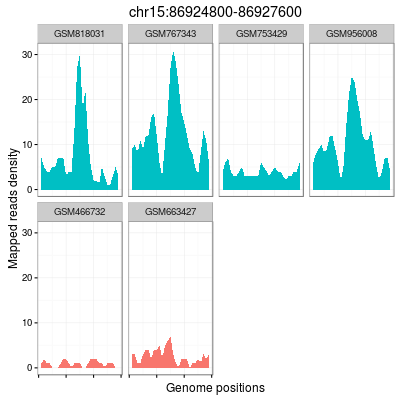 chr15:86924800-86927600
GSM818031 GSM767343 GSM753429 GSM956008
30
20
10
0
Mapped reads density
GSM466732 GSM663427
30
20
10
0
Genome positions